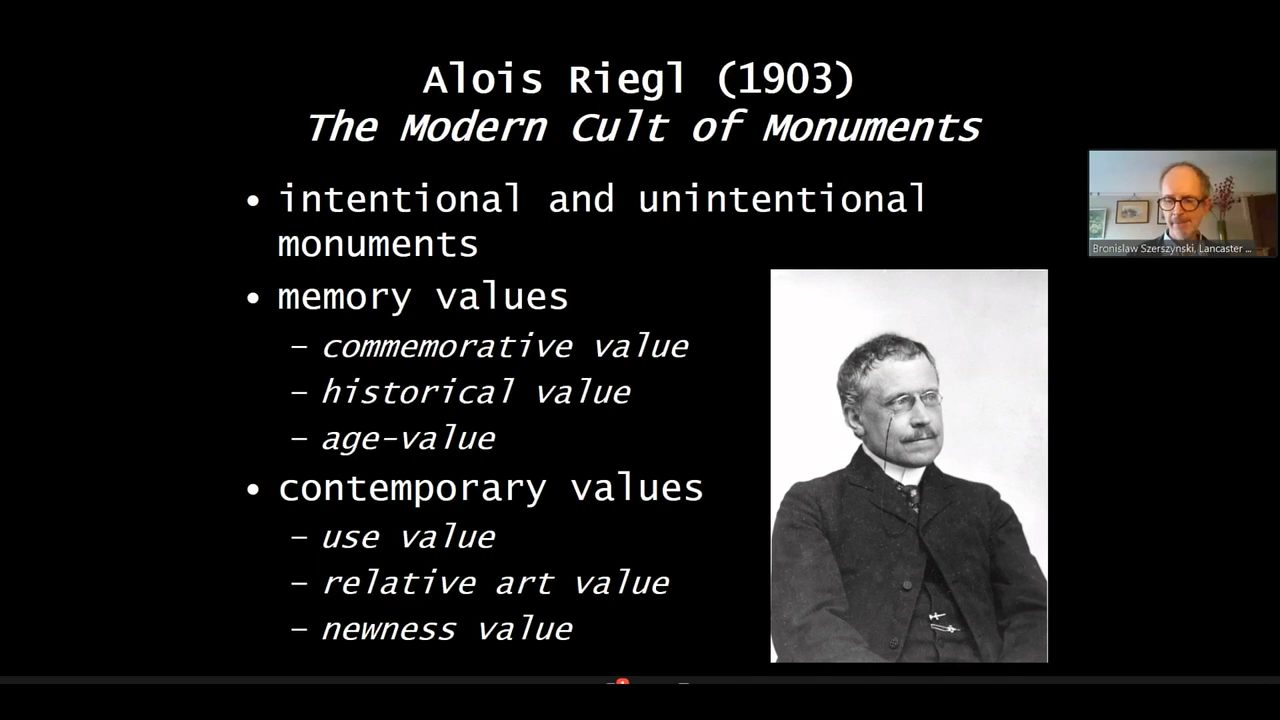 Alois Riegl (1903)
The Modern Cult of Monuments
• intentional and unintentional
monuments
• memory values
– commemorative value
– historical value
– age-value
• contemporary values
– use value
– relative art value
– newness value
Bronislaw Szerszynski, Lancaster ...